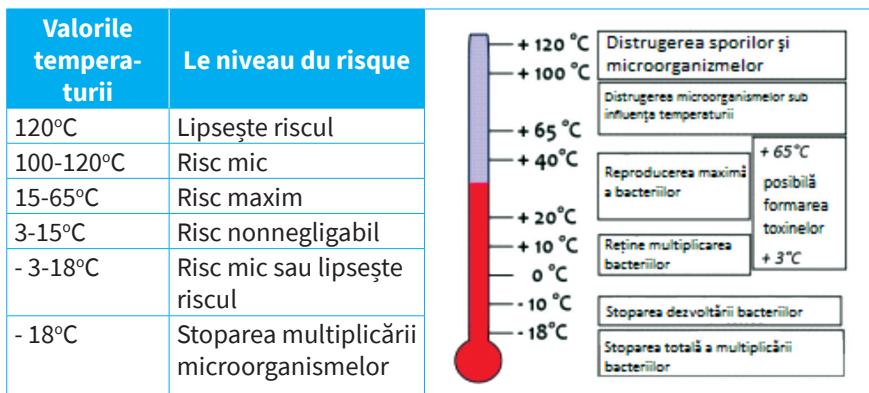 Valorile
tempera-
turii
Le niveau du risque
120°C
Lipsește riscul
100-120°C
Risc mic
15-65°C
Risc maxim
3-15°C
Risc nonnegligabil
- 3-18°C
Risc mic sau lipsește
riscul
- 18°C
Stoparea multiplicării
microorganismelor
+ 120 °C
+ 100 °C
+ 65 °C
+ 40°C
+ 20°C
+ 10 °C
0 °C
- 10 °C
- 18°C
Distrugerea sporilor și
microorganizmelor
Distrugerea microorganismelor sub
influența temperaturii
Reproducerea maximă
a bacteriilor
+ 65°C
posibilă
formarea
toxinelor
+ 3°C
Reține multiplicarea
bacteriilor
Stoparea dezvoltării bacteriilor
Stoparea totală a multiplicării
bacteriilor